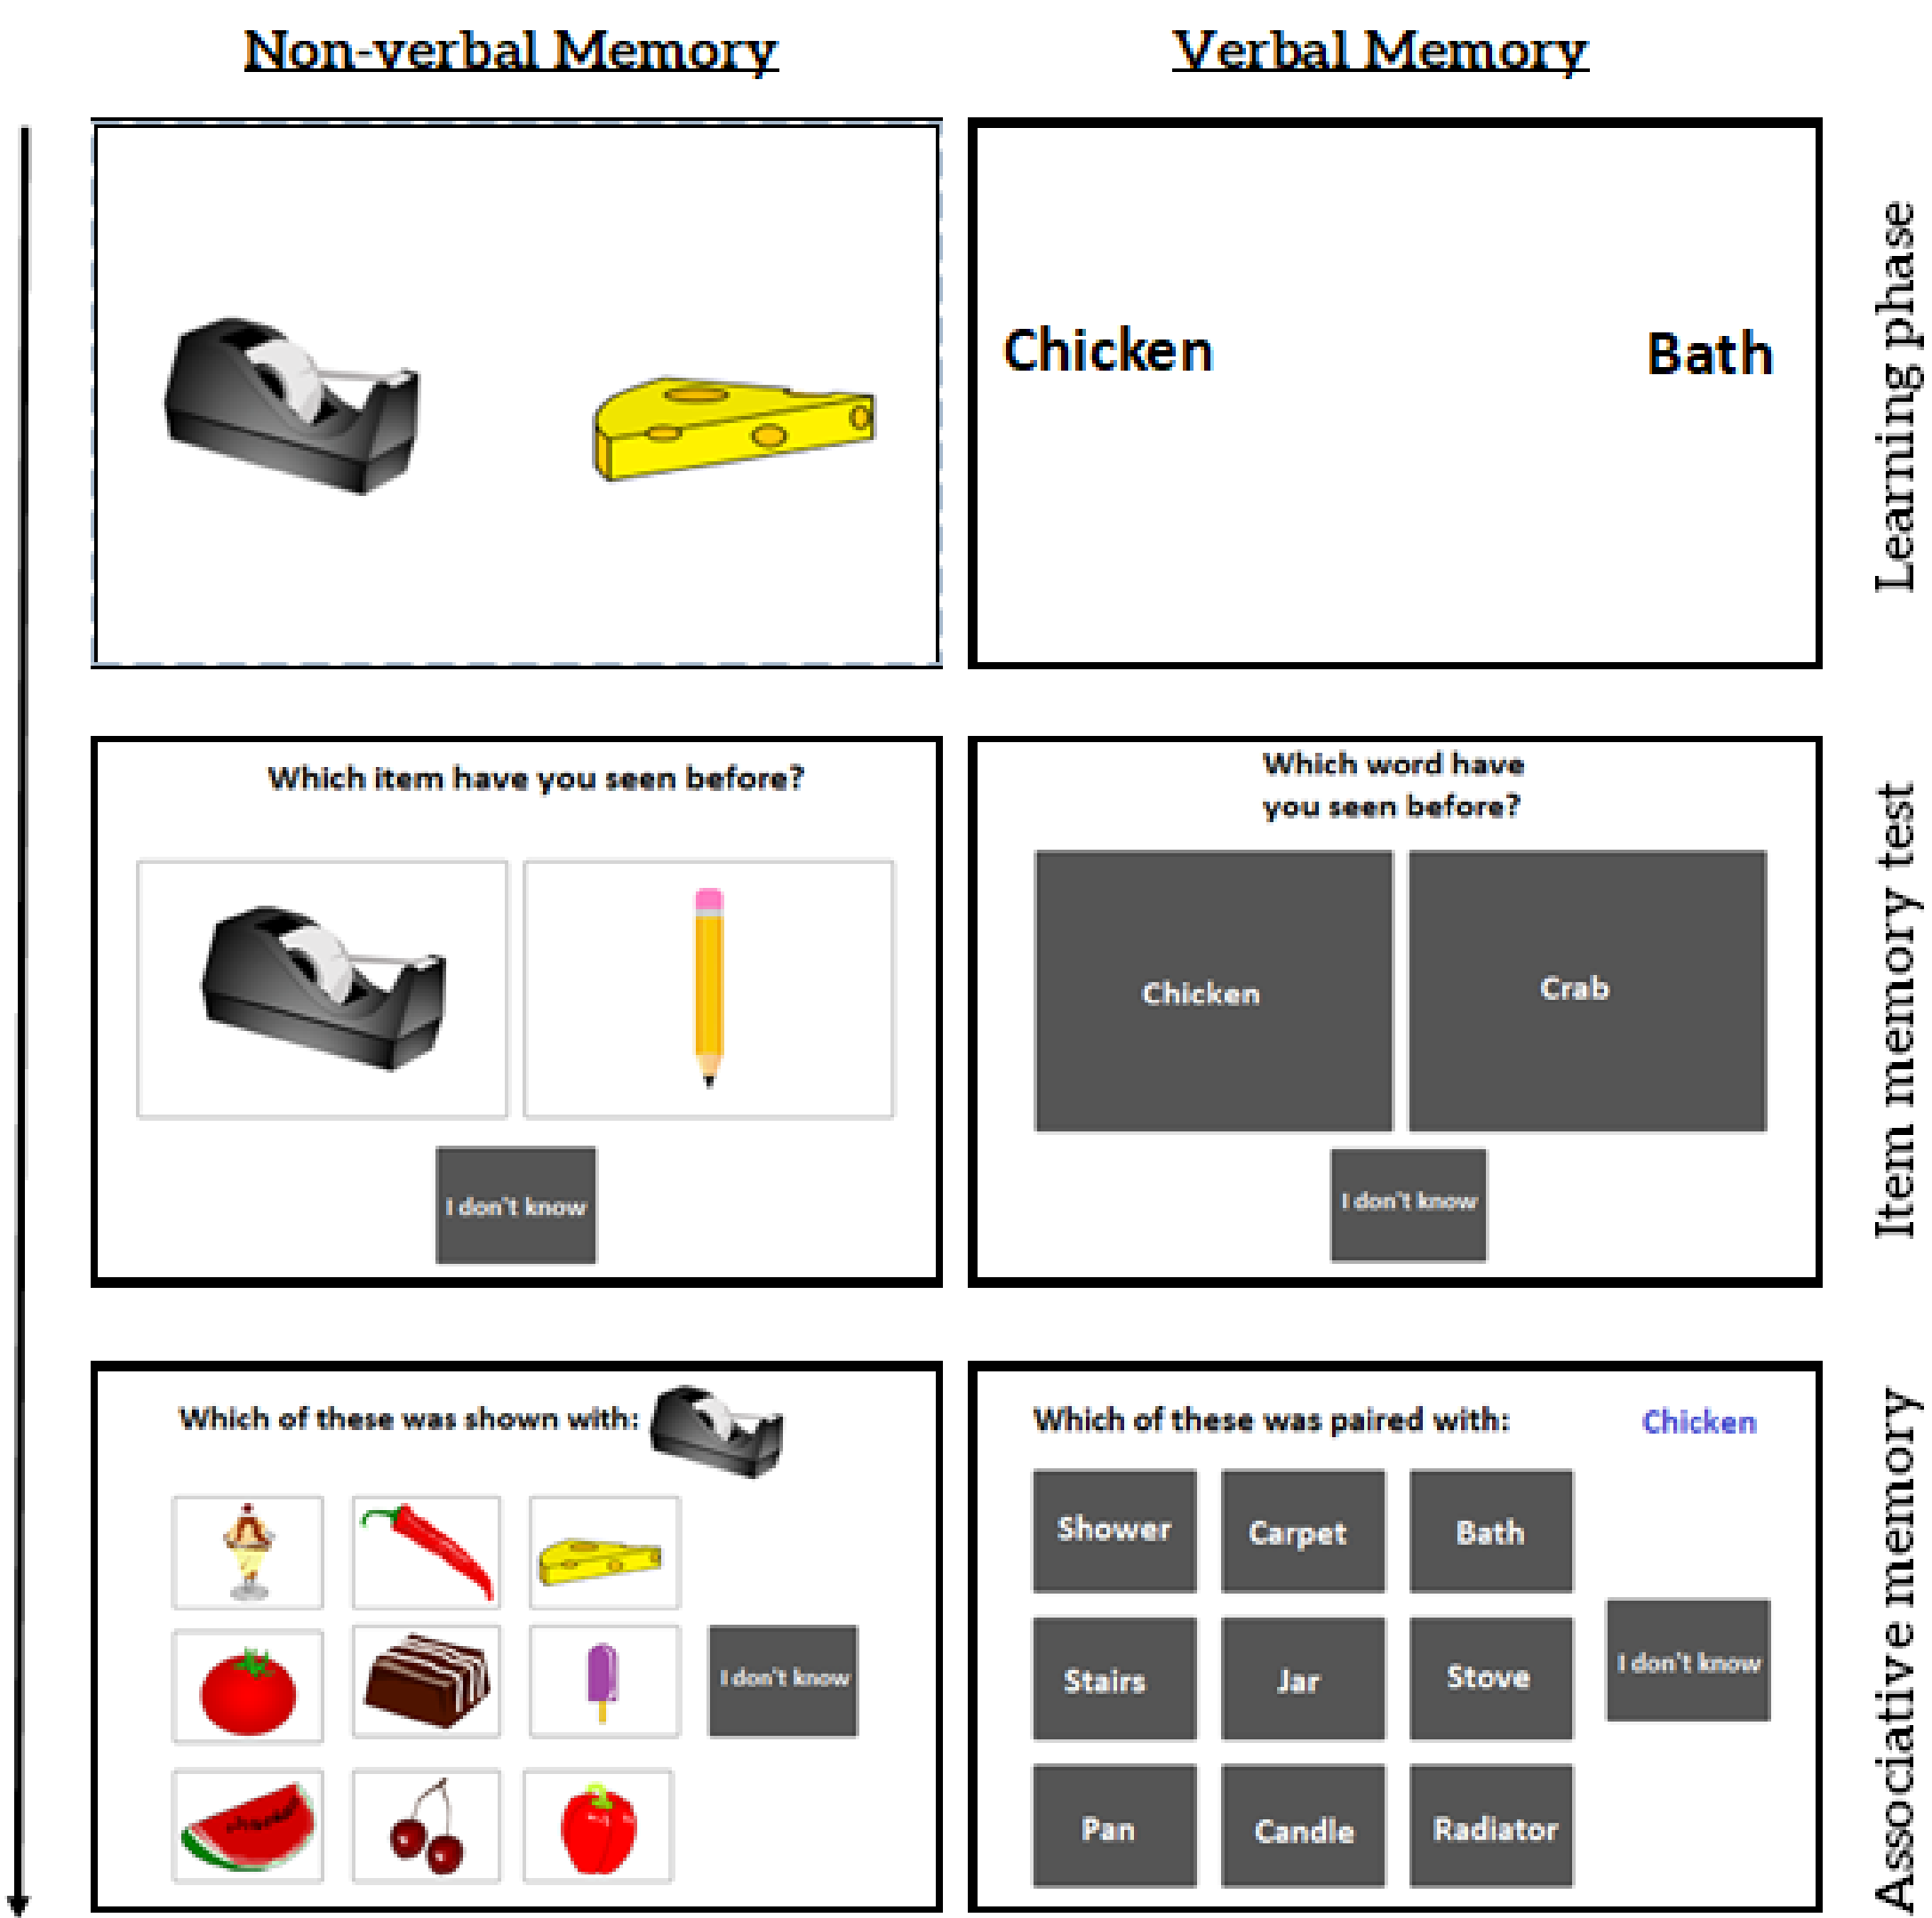 Non-verbal Memory
Verbal Memory
Learning phase
Chicken
Bath
Item memory test
Which item have you seen before?
I don't know
Which word have
you seen before?
Chicken
Crab
I don't know
Associative memory
Which of these was shown with:
I don't know
Which of these was paired with:
Chicken
Shower
Carpet
Bath
Stairs
Jar
Stove
I don't know
Pan
Candle
Radiator